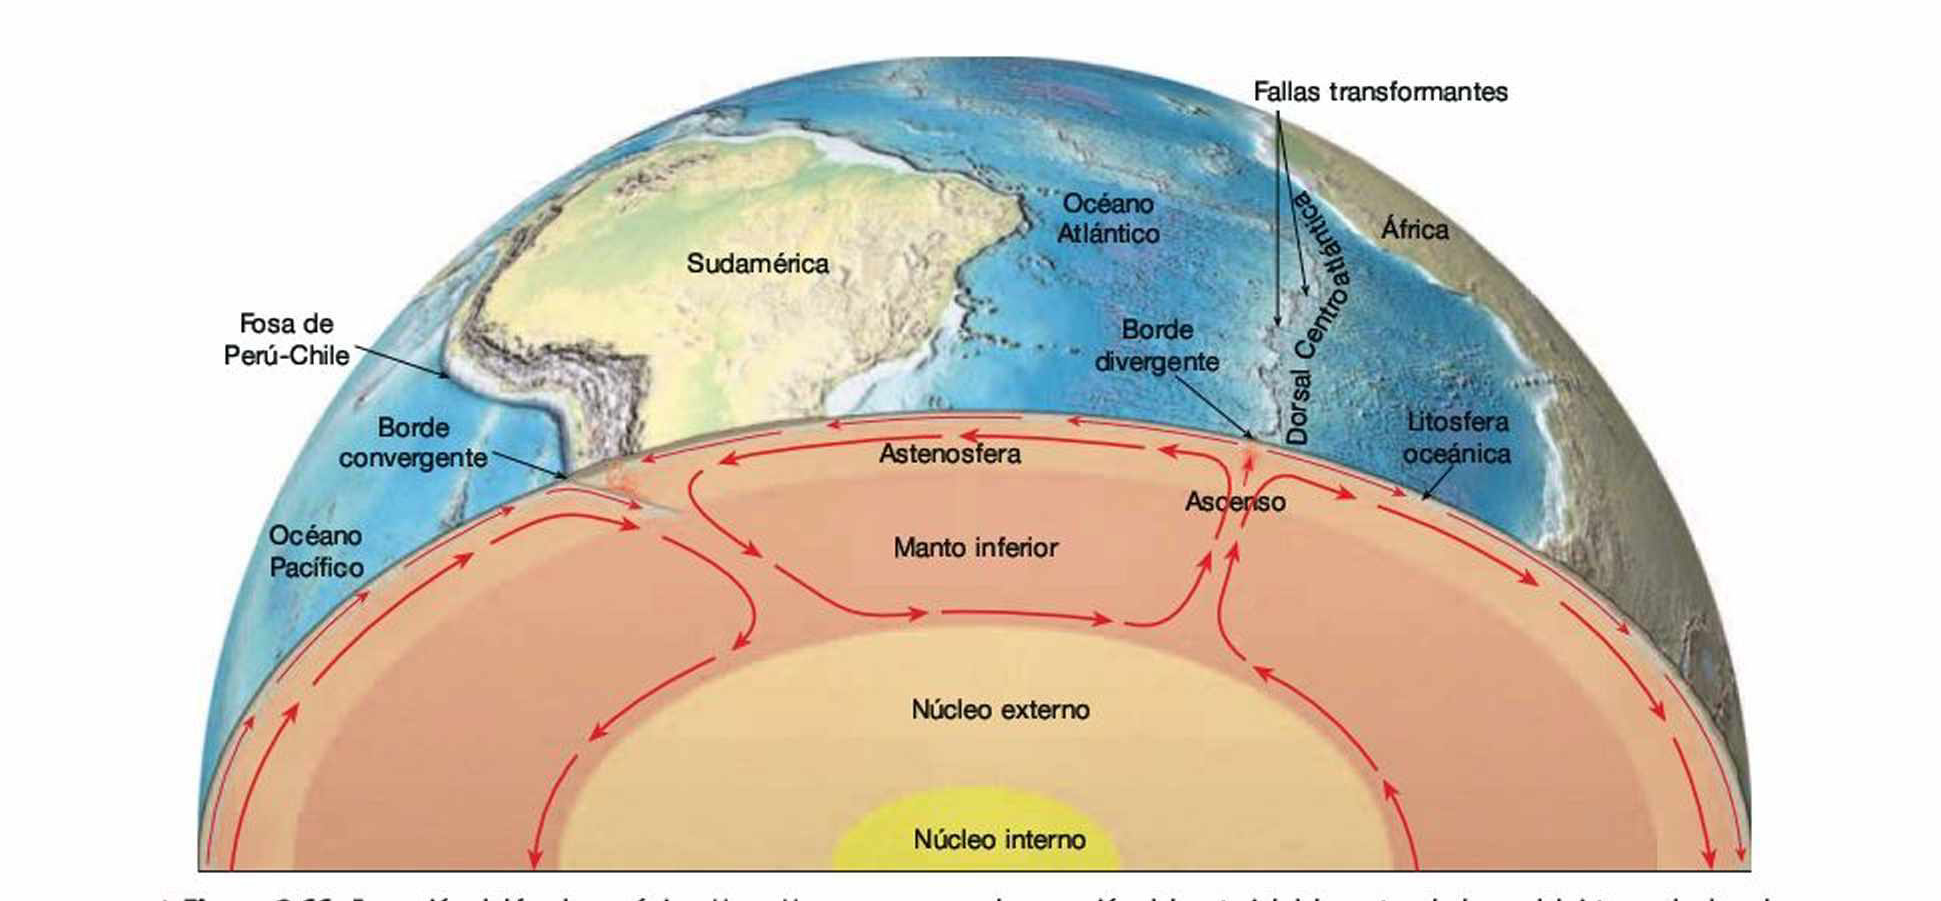 Fallas transformantes
Océano
Atlántico
África
Sudamérica
Dorsal Centroatlántica
Fosa de
Perú-Chile
Borde
divergente
Borde
convergente
Litosfera
oceánica
Astenosfera
Ascenso
Océano
Pacífico
Manto inferior
Núcleo externo
Núcleo interno